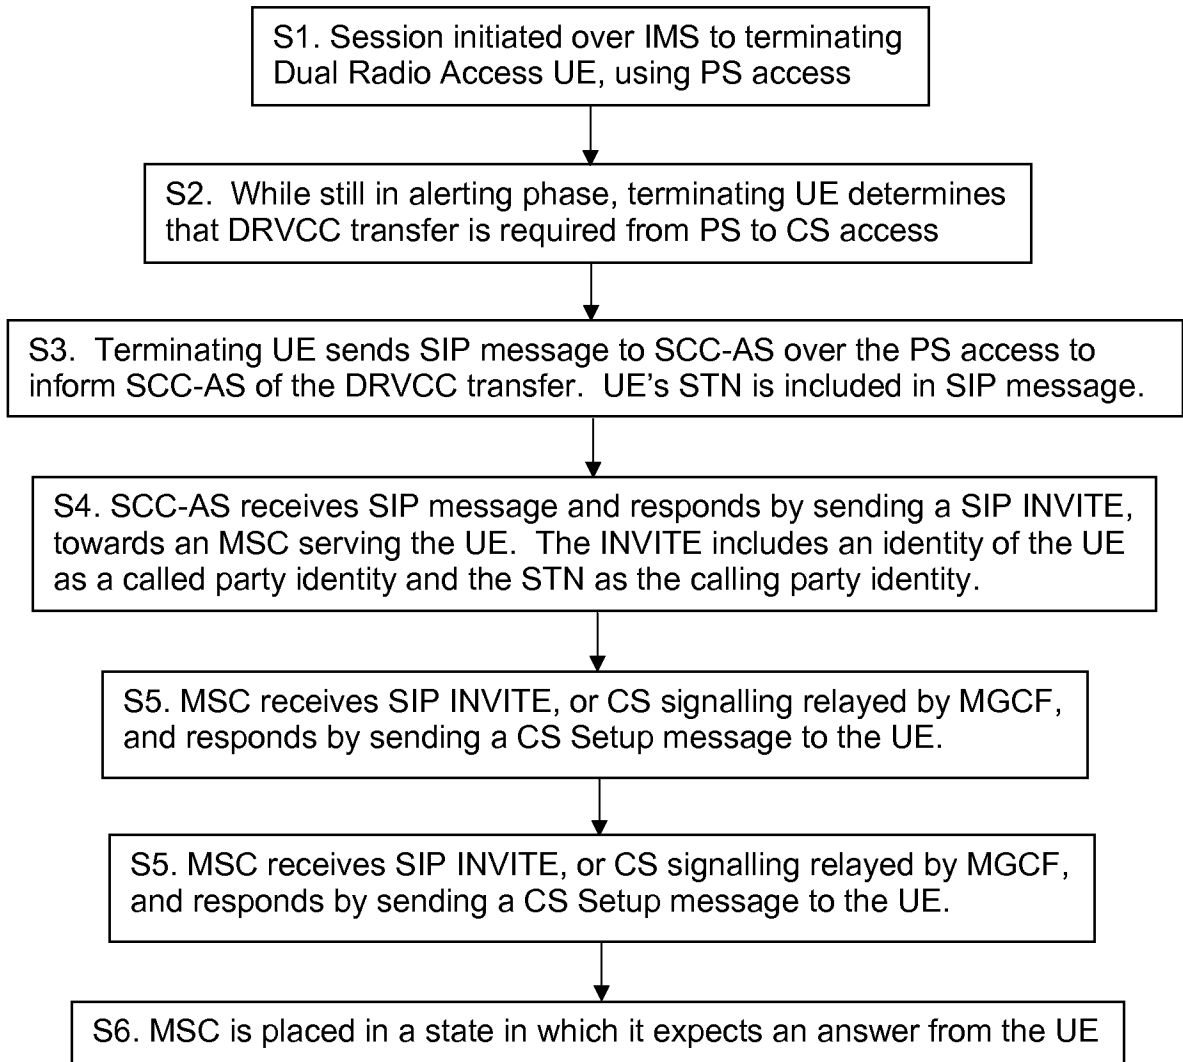 S1. Session initiated over IMS to terminating
Dual Radio Access UE, using PS access
S2.  While still in alerting phase, terminating UE determines
that DRVCC transfer is required from PS to CS access
S3.  Terminating UE sends SIP message to SCC-AS over the PS access to
inform SCC-AS of the DRVCC transfer.  UE's STN is included in SIP message.
S4. SCC-AS receives SIP message and responds by sending a SIP INVITE,
towards an MSC serving the UE.  The INVITE includes an identity of the UE
as a called party identity and the STN as the calling party identity.
S5. MSC receives SIP INVITE, or CS signalling relayed by MGCF,
and responds by sending a CS Setup message to the UE.
S5. MSC receives SIP INVITE, or CS signalling relayed by MGCF,
and responds by sending a CS Setup message to the UE.
S6. MSC is placed in a state in which it expects an answer from the UE